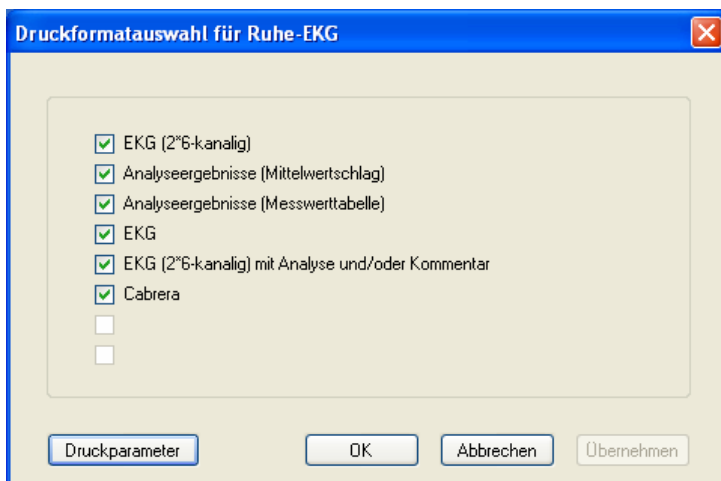 Druckformatauswahl für Ruhe-EKG
EKG (2*6-kanalig)
Analyseergebnisse (Mittelwertschlag)
Analyseergebnisse (Messwerttabelle)
EKG
EKG (2*6-kanalig) mit Analyse und/oder Kommentar
Cabrera
Druckparameter OK Abbrechen Übernehmen